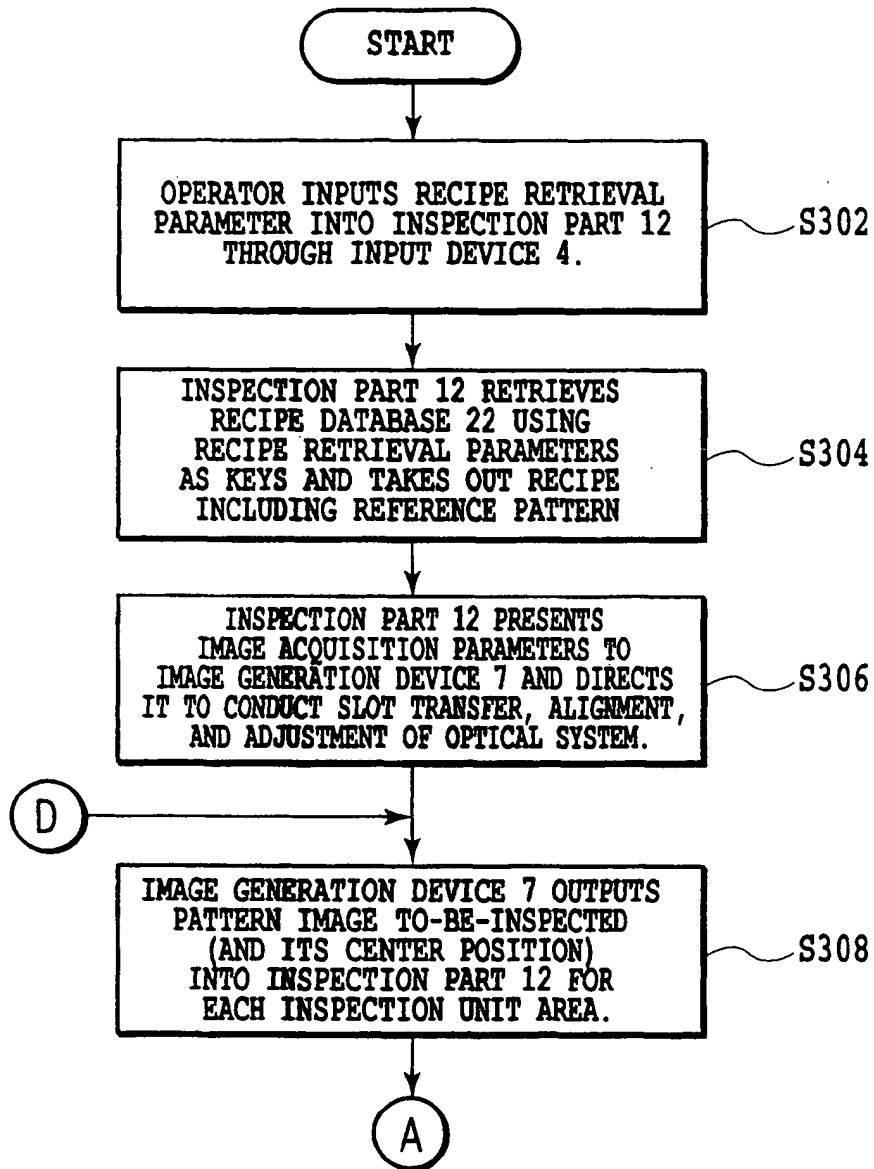 START
OPERATOR INPUTS RECIPE RETRIEVAL
PARAMETER INTO INSPECTION PART 12
THROUGH INPUT DEVICE 4.
S302
INSPECTION PART 12 RETRIEVES
RECIPE DATABASE 22 USING
RECIPE RETRIEVAL PARAMETERS
AS KEYS AND TAKES OUT RECIPE
INCLUDING REFERENCE PATTERN
S304
INSPECTION PART 12 PRESENTS
IMAGE ACQUISITION PARAMETERS TO
IMAGE GENERATION DEVICE 7 AND DIRECTS
IT TO CONDUCT SLOT TRANSFER, ALIGNMENT,
AND ADJUSTMENT OF OPTICAL SYSTEM.
S306
D
IMAGE GENERATION DEVICE 7 OUTPUTS
PATTERN IMAGE TO-BE-INSPECTED
(AND ITS CENTER POSITION)
INTO INSPECTION PART 12 FOR
EACH INSPECTION UNIT AREA.
S308
A